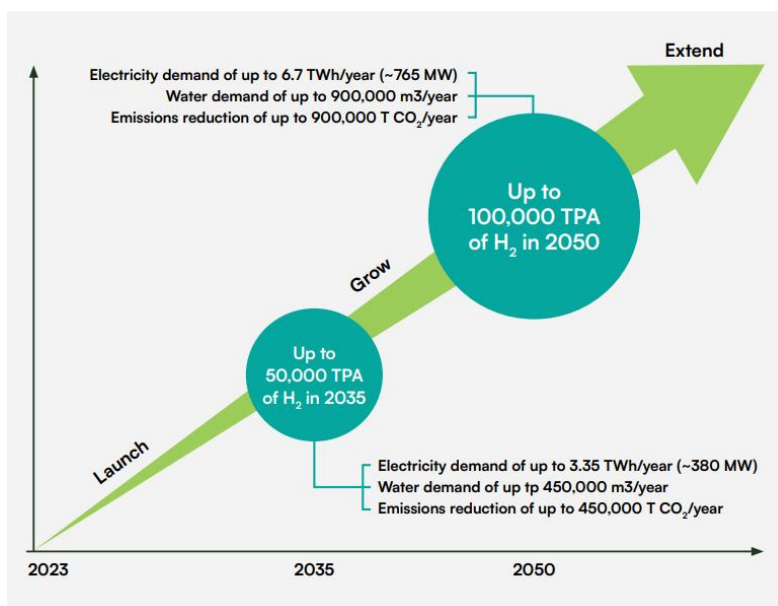 Extend
Electricity demand of up to 6.7 TWh/year (~765 MW)
Water demand of up to 900,000 m3/year
Emissions reduction of up to 900,000 T CO₂/year
Up to
100,000 TPA
of H₂ in 2050
Grow
Up to
50,000 TPA
of H₂ in 2035
Launch
Electricity demand of up to 3.35 TWh/year (~380 MW)
Water demand of up tp 450,000 m3/year
Emissions reduction of up to 450,000 T CO₂/year
2023
2035
2050